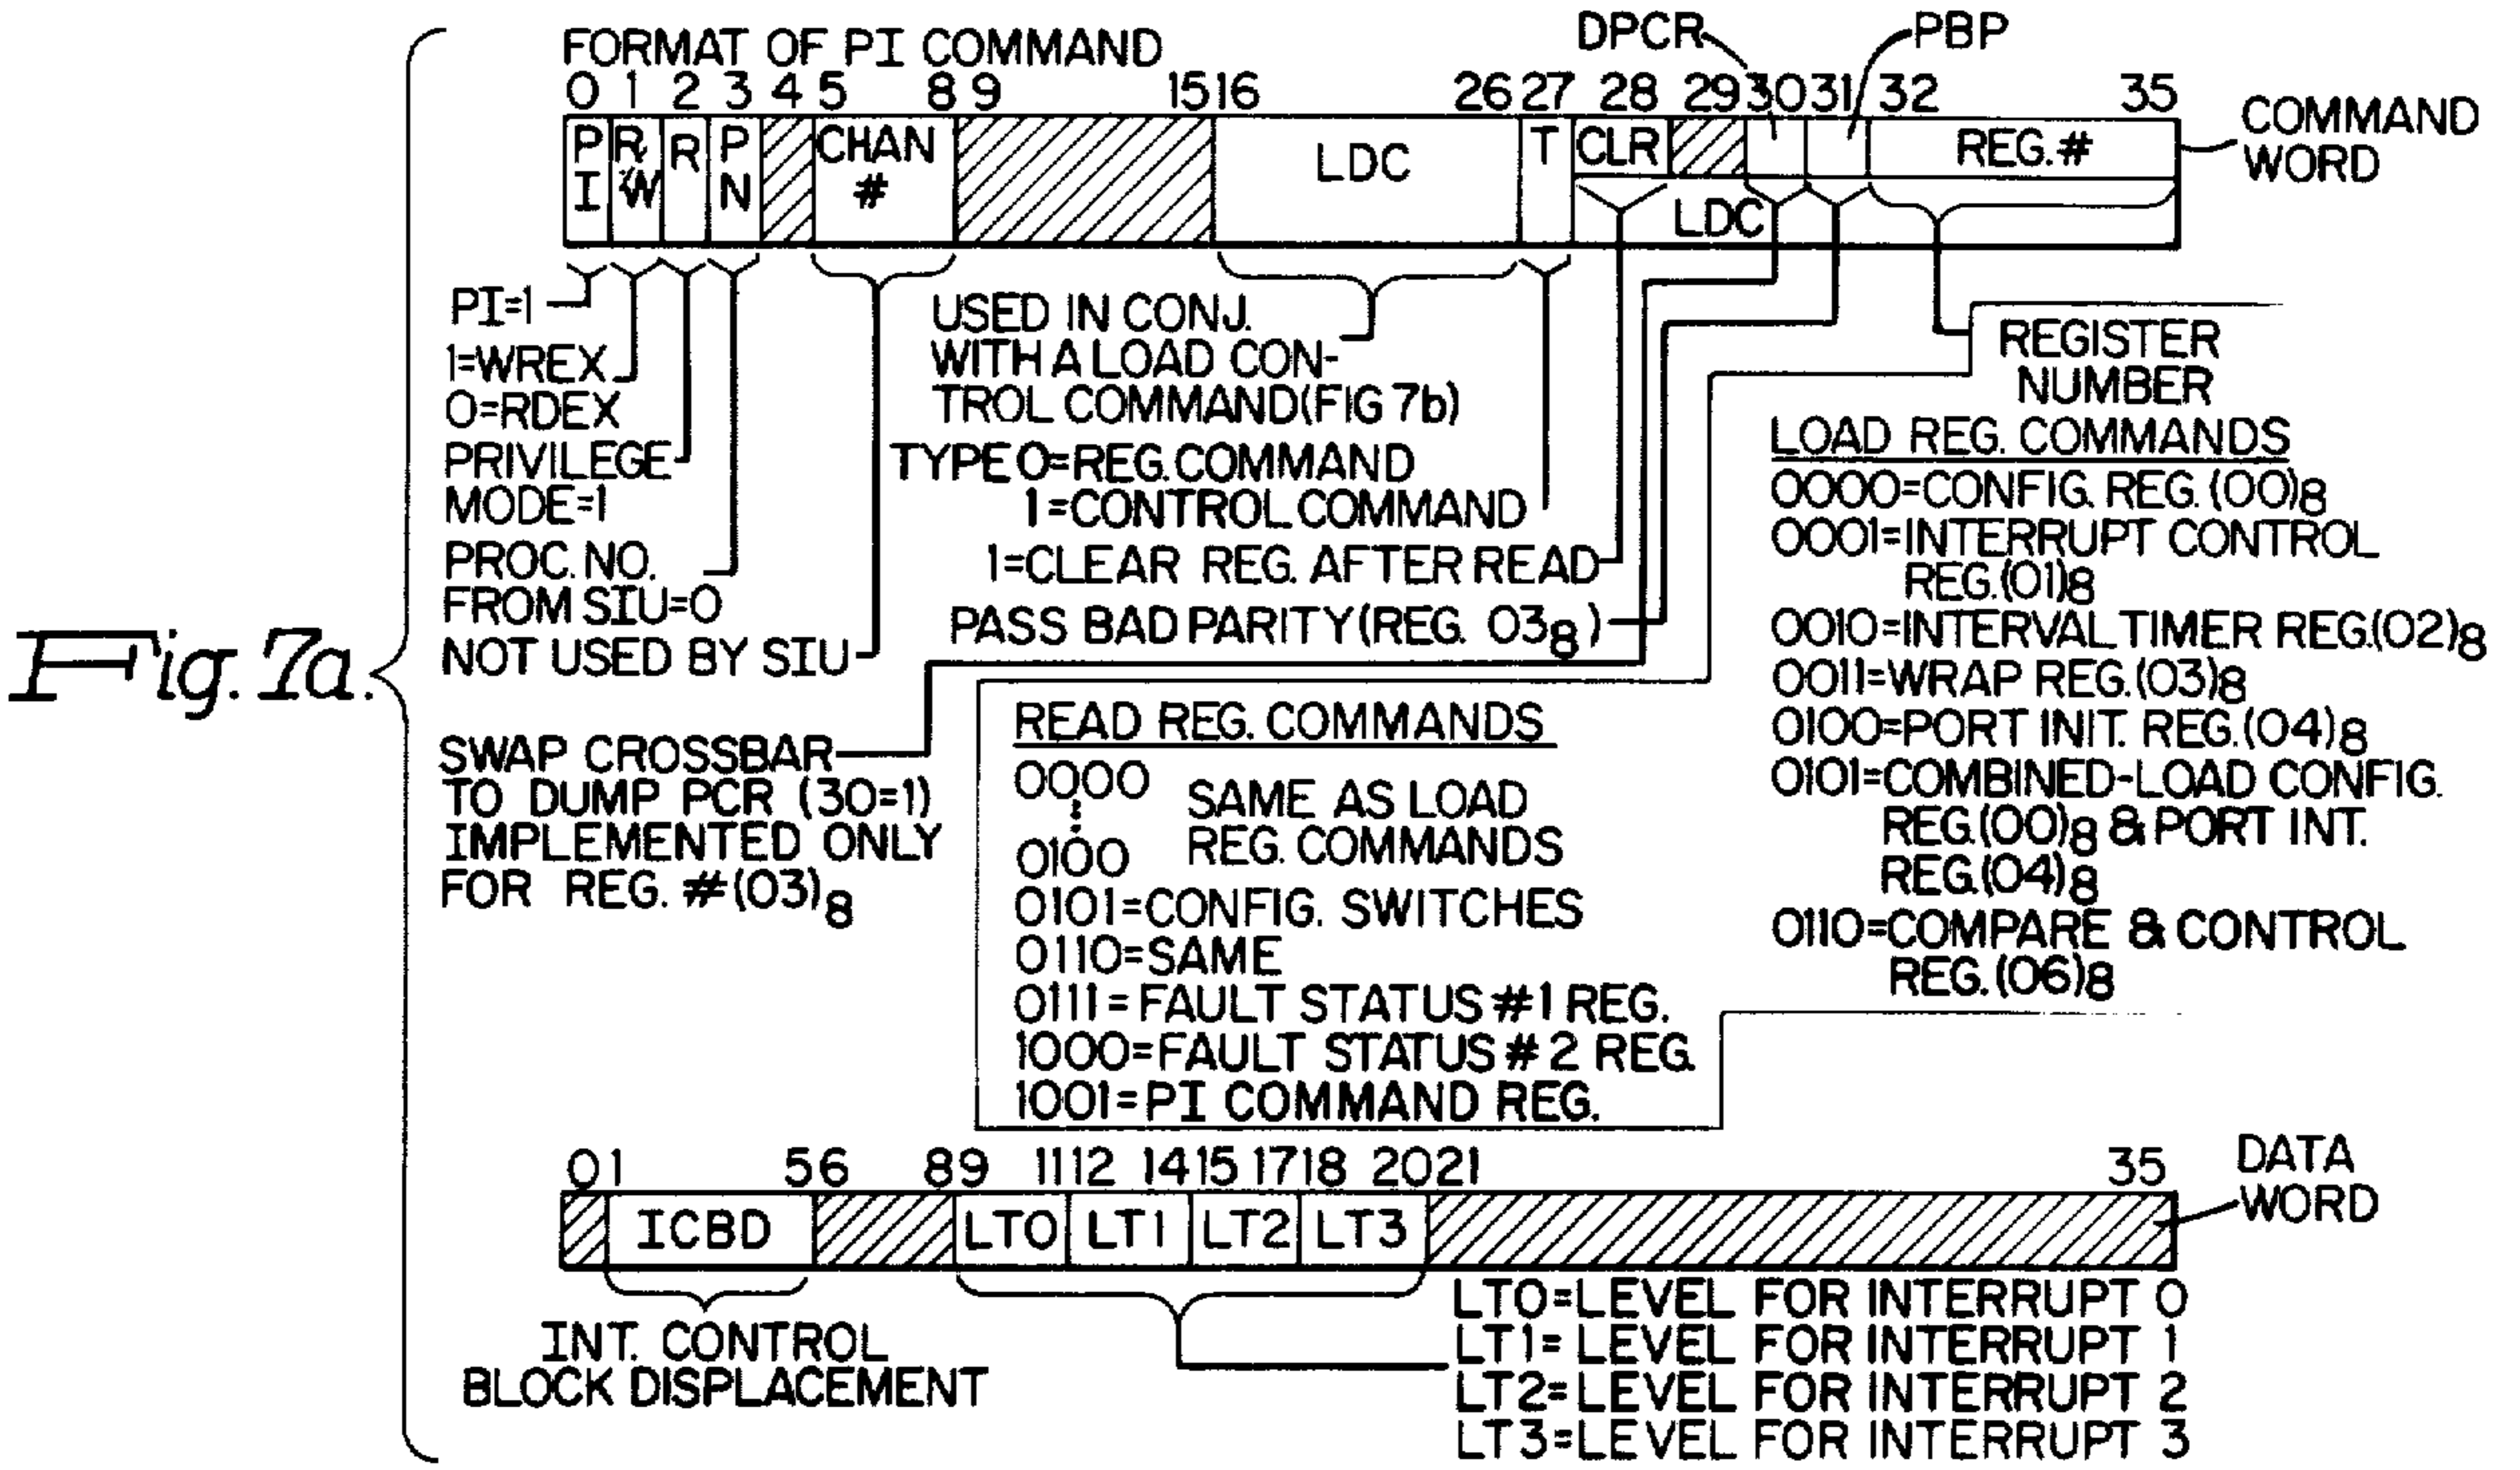 FORMAT OF PI COMMAND
DPCR
PBP
0 1 2 3 4 5 8 9 15 16 26 27 28 29 30 31 32 35
COMMAND
WORD
PI
R/W
R
PN
CHAN
#
LDC
T
CLR
REG.#
LDC
PI=1
1=WREX
0=RDEX
PRIVILEGE
MODE=1
PROC. NO.
FROM SIU=0
NOT USED BY SIU
USED IN CONJ.
WITH A LOAD CON-
TROL COMMAND(FIG 7b)
TYPE 0=REG.COMMAND
1=CONTROL COMMAND
1=CLEAR REG. AFTER READ
PASS BAD PARITY(REG. 03₈)
SWAP CROSSBAR
TO DUMP PCR (30=1)
IMPLEMENTED ONLY
FOR REG. #(03)₈
REGISTER
NUMBER
LOAD REG. COMMANDS
0000=CONFIG. REG.(00)₈
0001=INTERRUPT CONTROL
REG.(01)₈
0010=INTERVAL TIMER REG.(02)₈
0011=WRAP REG.(03)₈
0100=PORT INIT. REG.(04)₈
0101=COMBINED-LOAD CONFIG.
REG.(00)₈ & PORT INT.
REG.(04)₈
0110=COMPARE & CONTROL
REG.(06)₈
READ REG. COMMANDS
0000
SAME AS LOAD
REG. COMMANDS
0100
0101=CONFIG. SWITCHES
0110=SAME
0111=FAULT STATUS #1 REG.
1000=FAULT STATUS #2 REG.
1001=PI COMMAND REG.
Fig. 7a.
0 1 5 6 8 9 11 12 14 15 17 18 20 21 35
DATA
WORD
ICBD
LT0
LT1
LT2
LT3
INT. CONTROL
BLOCK DISPLACEMENT
LT0=LEVEL FOR INTERRUPT 0
LT1=LEVEL FOR INTERRUPT 1
LT2=LEVEL FOR INTERRUPT 2
LT3=LEVEL FOR INTERRUPT 3